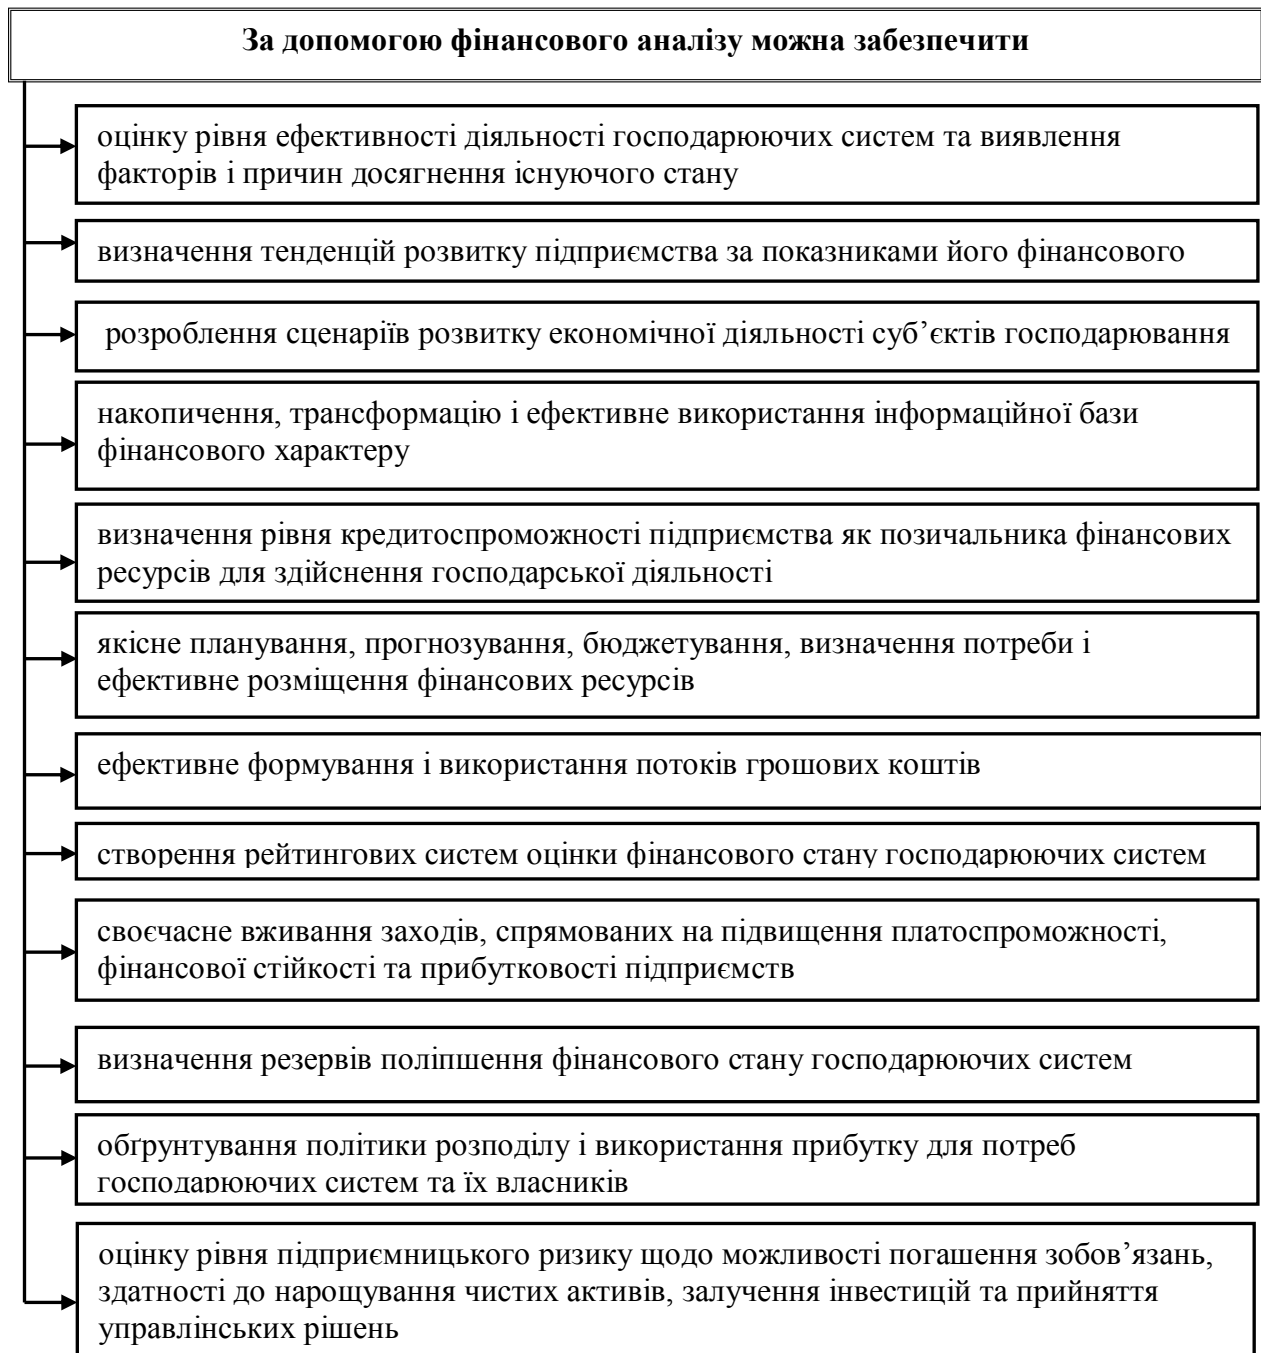 За допомогою фінансового аналізу можна забезпечити
оцінку рівня ефективності діяльності господарюючих систем та виявлення
факторів і причин досягнення існуючого стану
визначення тенденцій розвитку підприємства за показниками його фінансового
розроблення сценаріїв розвитку економічної діяльності суб’єктів господарювання
накопичення, трансформацію і ефективне використання інформаційної бази
фінансового характеру
визначення рівня кредитоспроможності підприємства як позичальника фінансових
ресурсів для здійснення господарської діяльності
якісне планування, прогнозування, бюджетування, визначення потреби і
ефективне розміщення фінансових ресурсів
ефективне формування і використання потоків грошових коштів
створення рейтингових систем оцінки фінансового стану господарюючих систем
своєчасне вживання заходів, спрямованих на підвищення платоспроможності,
фінансової стійкості та прибутковості підприємств
визначення резервів поліпшення фінансового стану господарюючих систем
обґрунтування політики розподілу і використання прибутку для потреб
господарюючих систем та їх власників
оцінку рівня підприємницького ризику щодо можливості погашення зобов’язань,
здатності до нарощування чистих активів, залучення інвестицій та прийняття
управлінських рішень